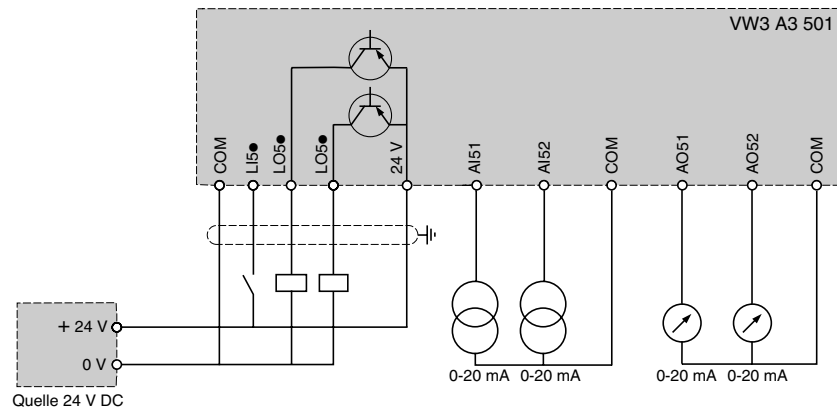 VW3 A3 501
COM
LI5●
LO5●
LO5●
24 V
AI51
AI52
COM
AO51
AO52
COM
+ 24 V
0 V
0-20 mA 0-20 mA
0-20 mA 0-20 mA
Quelle 24 V DC